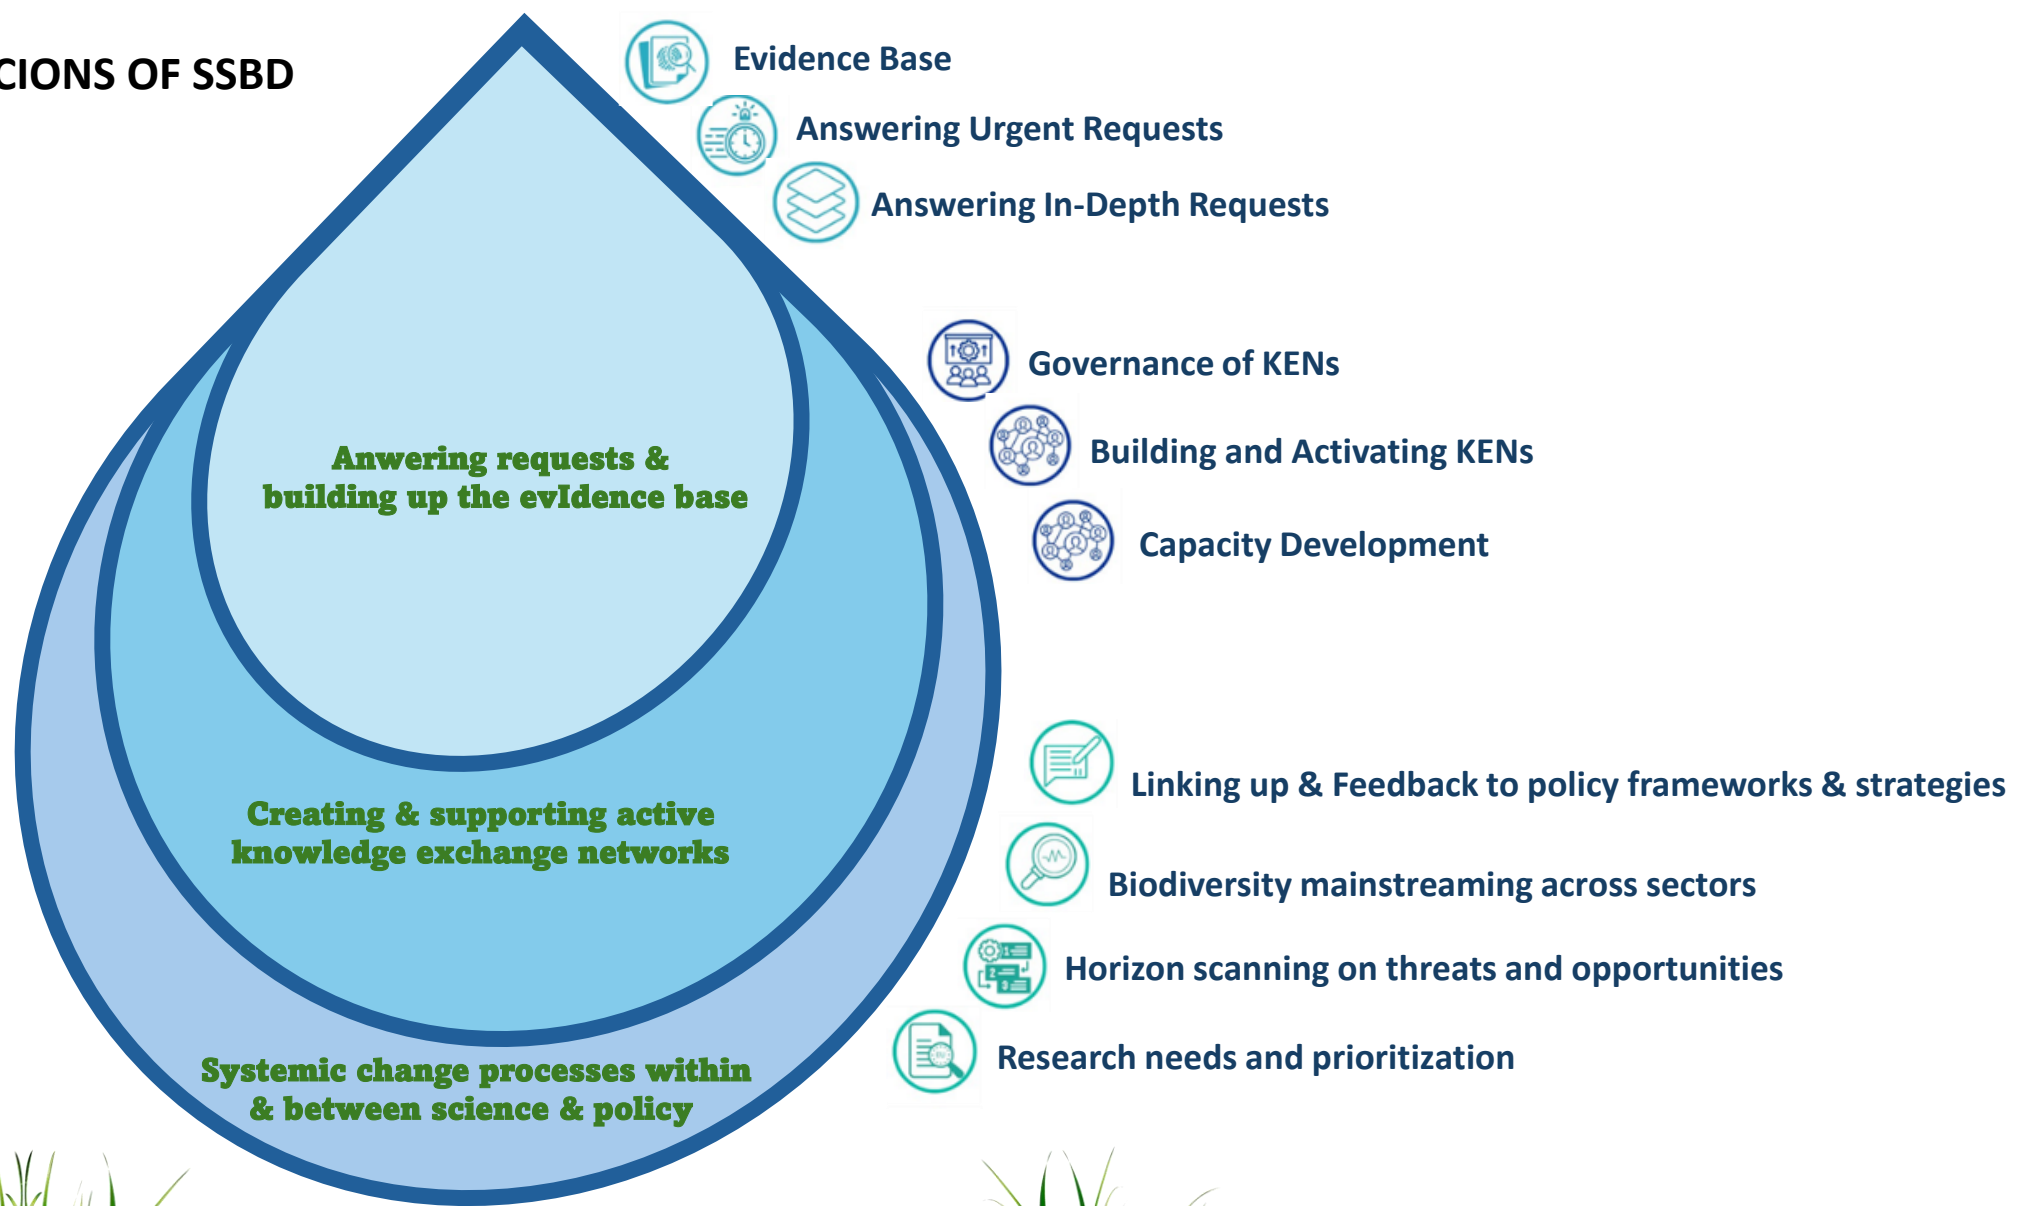 CIONS OF SSBD
Evidence Base
Answering Urgent Requests
Answering In-Depth Requests
Governance of KENs
Building and Activating KENs
Capacity Development
Linking up & Feedback to policy frameworks & strategies
Biodiversity mainstreaming across sectors
Horizon scanning on threats and opportunities
Research needs and prioritization
Anwering requests &
building up the evIdence base
Creating & supporting active
knowledge exchange networks
Systemic change processes within
& between science & policy